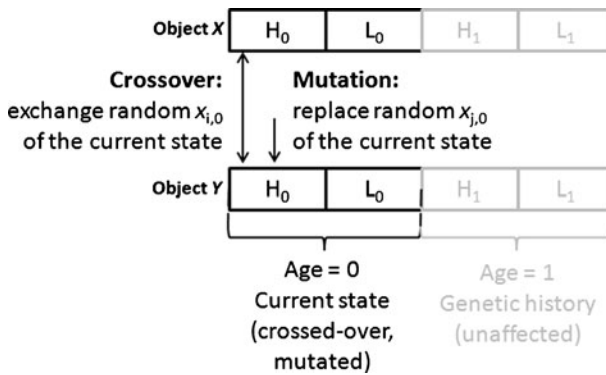 Object X H₀ L₀ H₁ L₁
Crossover: Mutation:
exchange random xᵢ,₀ replace random xⱼ,₀
of the current state of the current state
Object Y H₀ L₀ H₁ L₁
Age = 0 Age = 1
Current state Genetic history
(crossed-over, (unaffected)
mutated)